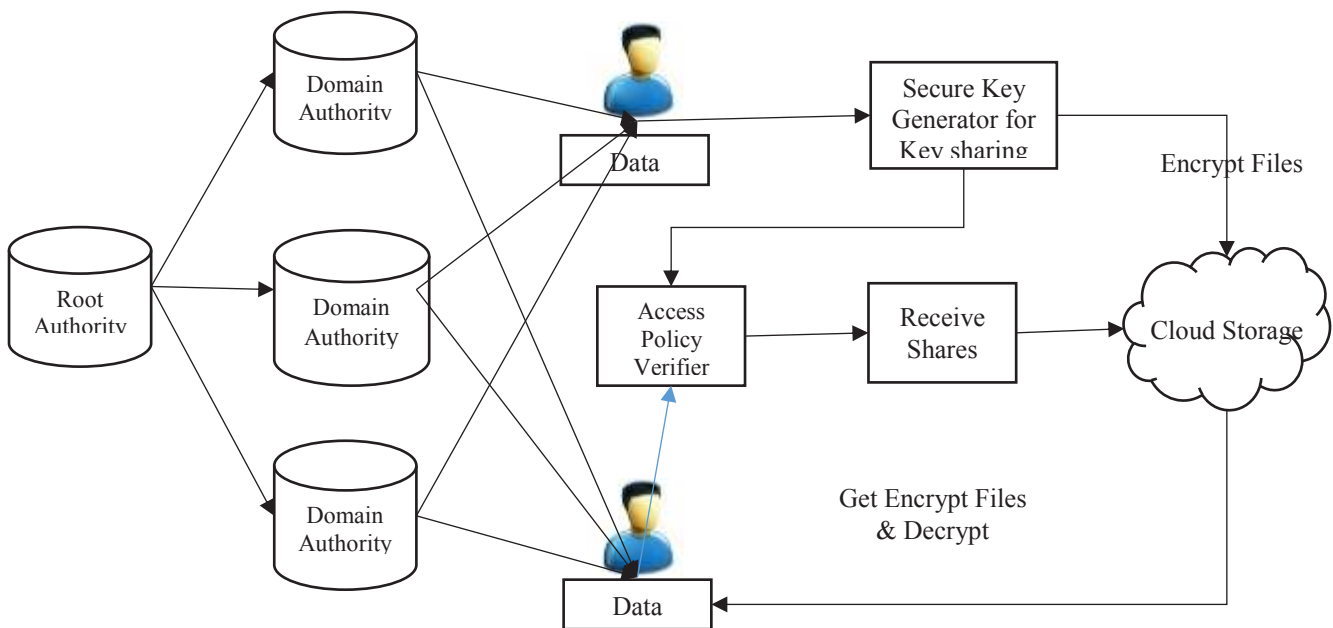 Domain
Authority
Data
Secure Key
Generator for
Key sharing
Encrypt Files
Root
Authority
Domain
Authority
Access
Policy
Verifier
Receive
Shares
Cloud Storage
Domain
Authority
Get Encrypt Files
& Decrypt
Data